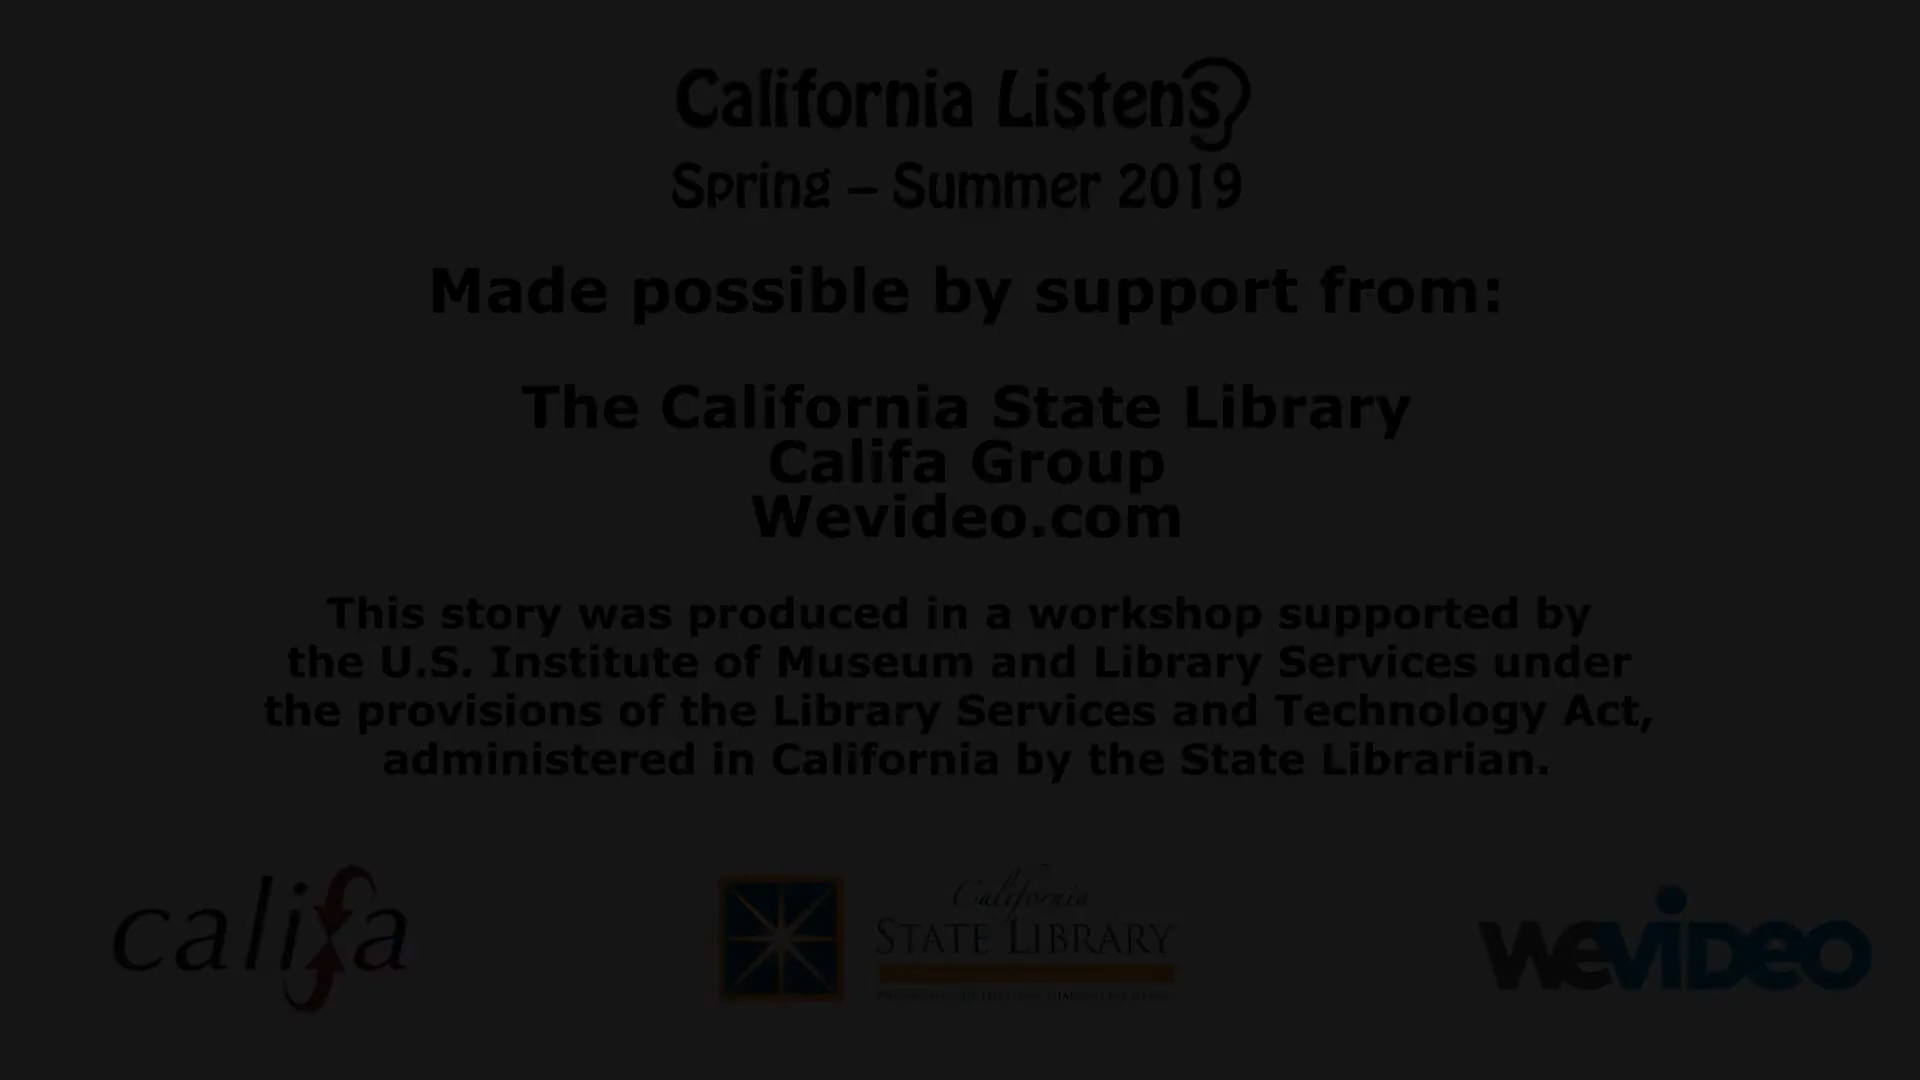 California Listens
Spring – Summer 2019
Made possible by support from:
The California State Library
Califa Group
Wevideo.com
This story was produced in a workshop supported by
the U.S. Institute of Museum and Library Services under
the provisions of the Library Services and Technology Act,
administered in California by the State Librarian.
califa
California
STATE LIBRARY
wevideo